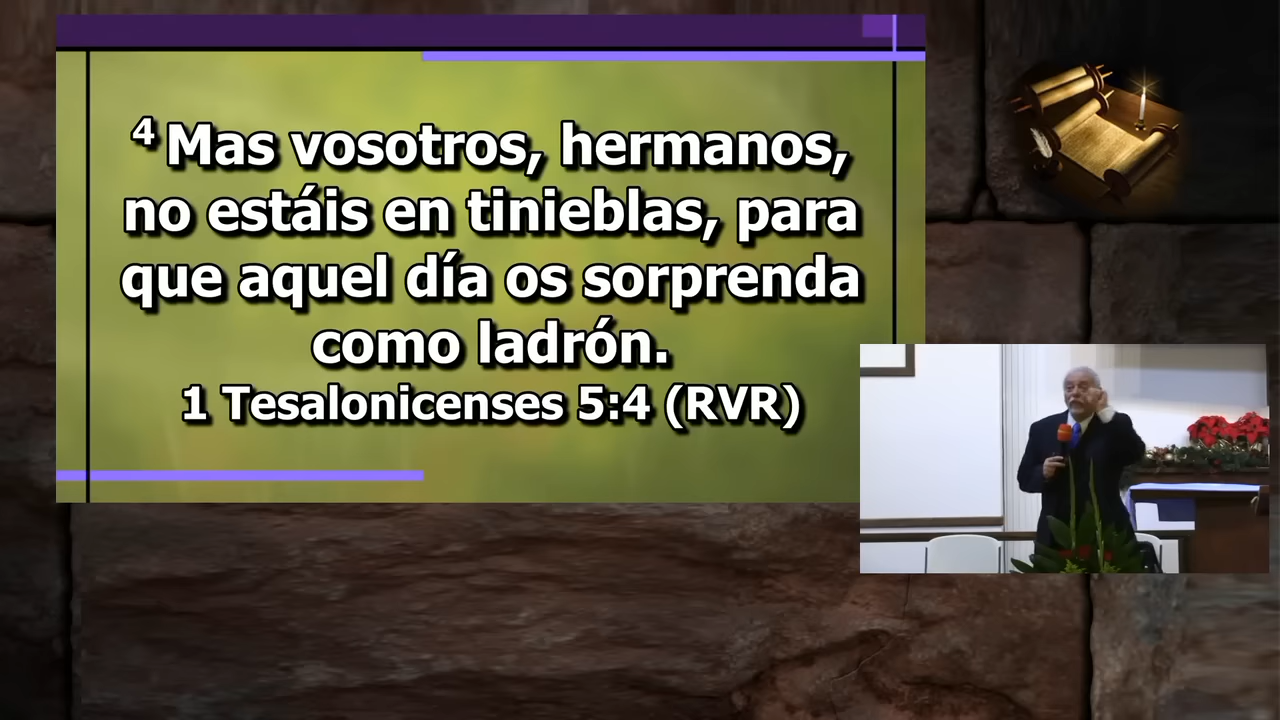 4 Mas vosotros, hermanos,
no estáis en tinieblas, para
que aquel día os sorprenda
como ladrón.
1 Tesalonicenses 5:4 (RVR)